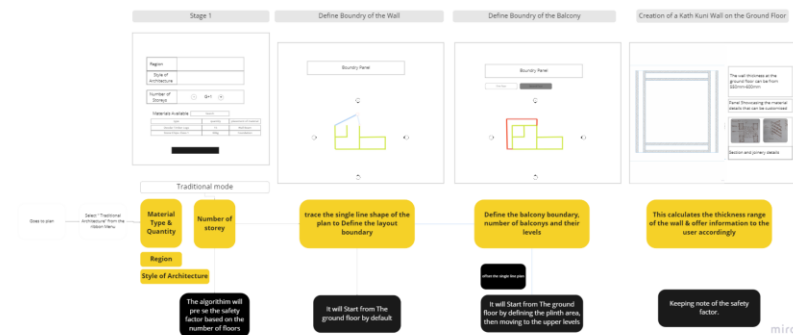 Stage 1
Define Boundry of the Wall
Define Boundry of the Balcony
Creation of a Kath Kuni Wall on the Ground Floor
Region
Style of
Architecture
Number of
Storeys
G+1
Materials Available
Boundry Panel
Boundry Panel
The wall thickness at the
ground floor can be from
Panel Showcasing the material
details that can be customized
Section and joinery details
Traditional mode
Goes to plan
Select "Traditional
Architecture" from the
ribbon Menu
Material
Type &
Quantity
Number of
storey
Region
Style of Architecture
trace the single line shape of the
plan to Define the layout
boundary
Define the balcony boundary,
number of balconys and their
levels
This calculates the thickness range
of the wall & offer information to the
user accordingly
offset the single line plan
The algorithim will
pre se the safety
factor based on the
number of floors
It will Start from The
ground floor by default
It will Start from The ground
floor by defining the plinth area,
then moving to the upper levels
Keeping note of the safety
factor.
miro